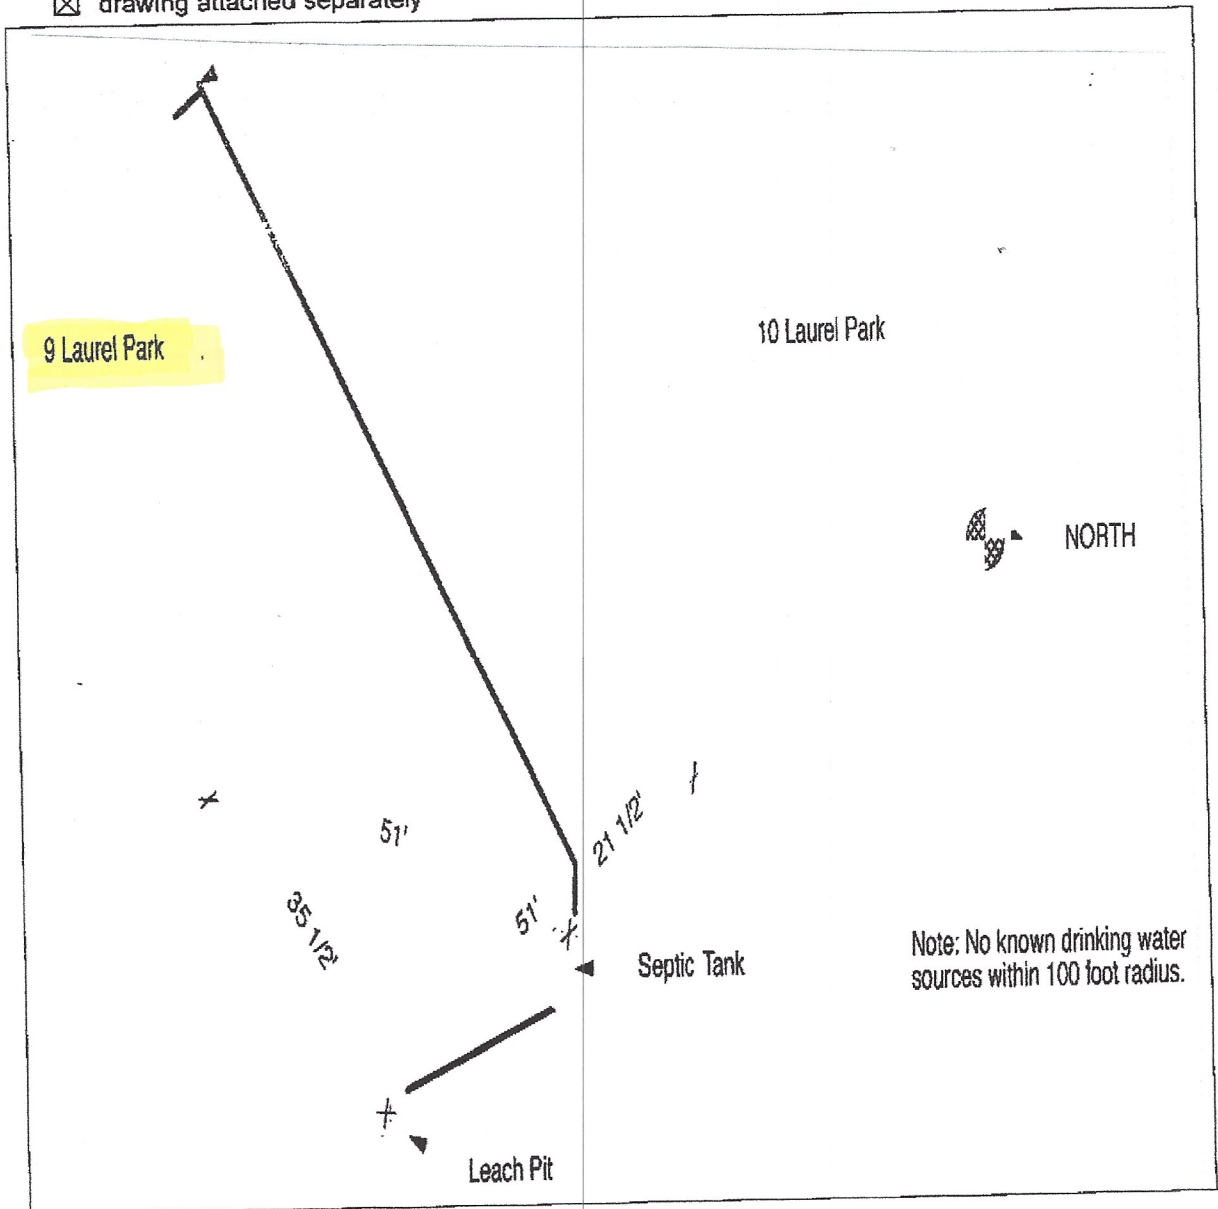 drawing attached separately
9 Laurel Park
10 Laurel Park
NORTH
51'
21 1/2'
35 1/2'
51'
Septic Tank
Note: No known drinking water
sources within 100 foot radius.
Leach Pit